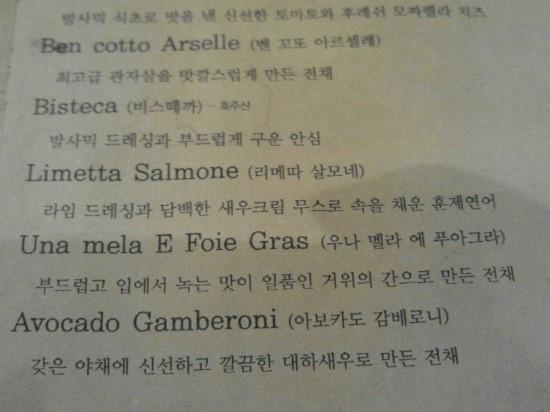 발사믹 식초로 맛을 낸 신선한 토마토와 후레쉬 모짜렐라 치즈
Ben cotto Arselle (벤 꼬또 아르셀레)
최고급 관자살을 맛깔스럽게 만든 전채
Bisteca (비스떼까) - 호주산
발사믹 드레싱과 부드럽게 구운 안심
Limetta Salmone (리메따 살모네)
라임 드레싱과 담백한 새우크림 무스로 속을 채운 훈제연어
Una mela E Foie Gras (우나 멜라 에 푸아그라)
부드럽고 입에서 녹는 맛이 일품인 거위의 간으로 만든 전채
Avocado Gamberoni (아보카도 감베로니)
갖은 야채에 신선하고 깔끔한 대하새우로 만든 전채